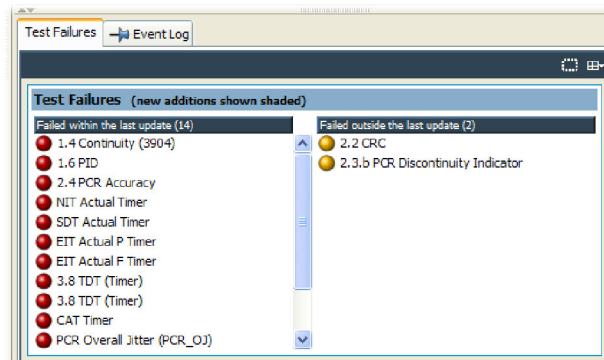 Test Failures
Event Log
Test Failures (new additions shown shaded)
Failed within the last update (14)
1.4 Continuity (3904)
1.6 PID
2.4 PCR Accuracy
NIT Actual Timer
SDT Actual Timer
EIT Actual P Timer
EIT Actual F Timer
3.8 TDT (Timer)
3.8 TDT (Timer)
CAT Timer
PCR Overall Jitter (PCR_OJ)
Failed outside the last update (2)
2.2 CRC
2.3.b PCR Discontinuity Indicator